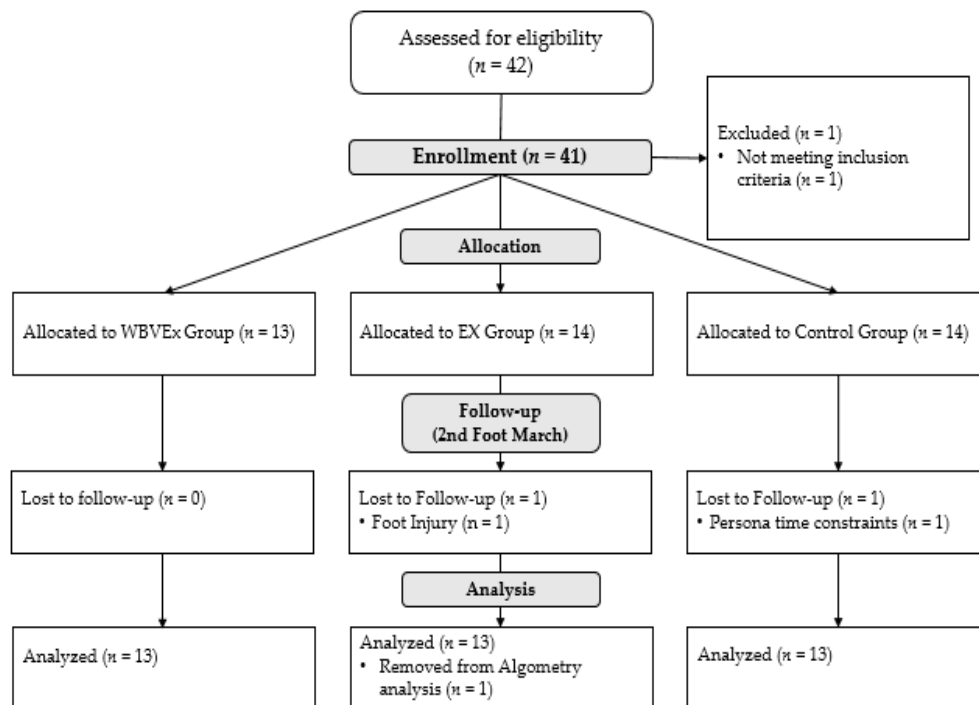 Assessed for eligibility
(n = 42)
Excluded (n = 1)
• Not meeting inclusion
criteria (n = 1)
Enrollment (n = 41)
Allocation
Allocated to WBVEx Group (n = 13)
Allocated to EX Group (n = 14)
Allocated to Control Group (n = 14)
Follow-up
(2nd Foot March)
Lost to follow-up (n = 0)
Lost to Follow-up (n = 1)
• Foot Injury (n = 1)
Lost to Follow-up (n = 1)
• Persona time constraints (n = 1)
Analysis
Analyzed (n = 13)
Analyzed (n = 13)
• Removed from Algometry
analysis (n = 1)
Analyzed (n = 13)